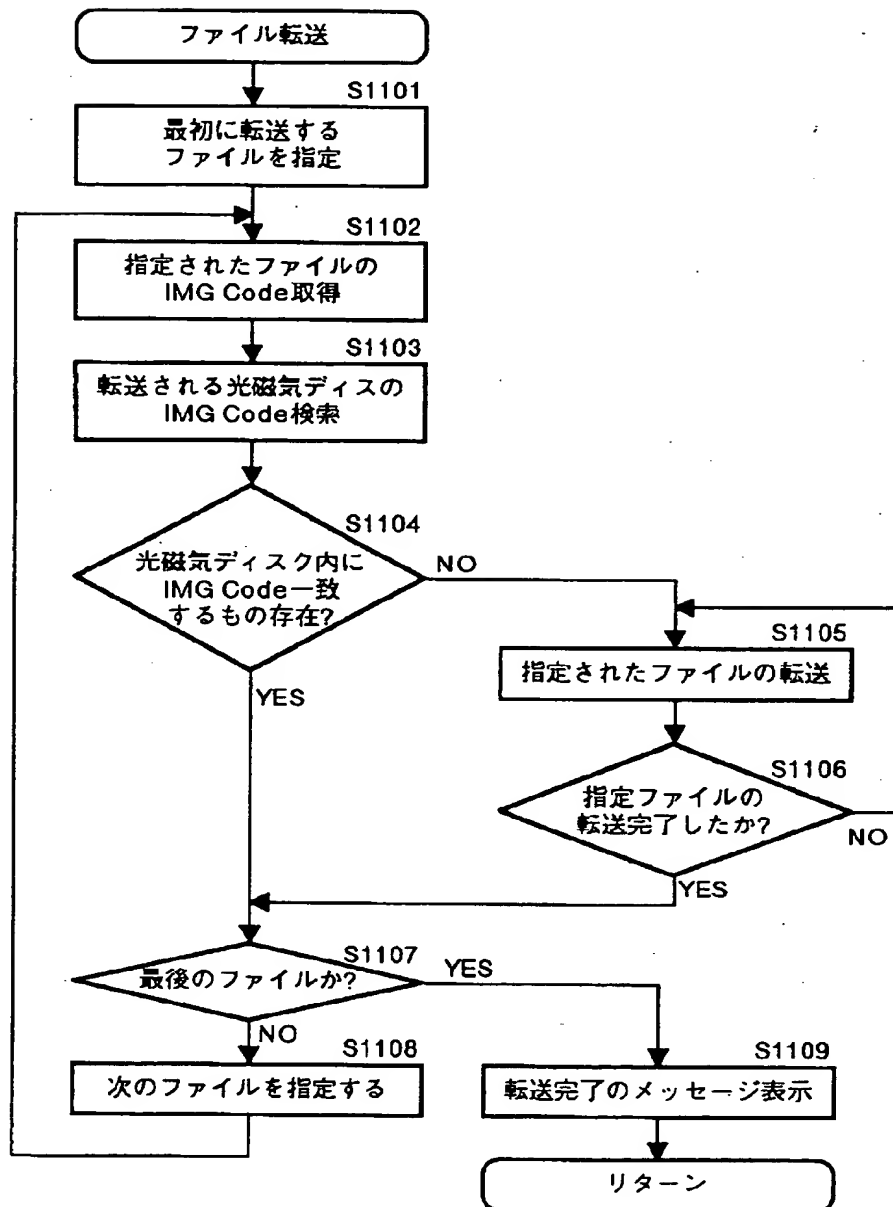 ファイル転送
S1101
最初に転送する
ファイルを指定
S1102
指定されたファイルの
IMG Code取得
S1103
転送される光磁気ディスの
IMG Code検索
S1104
光磁気ディスク内に
IMG Code一致
するもの存在?
NO
YES
S1105
指定されたファイルの転送
S1106
指定ファイルの
転送完了したか?
NO
YES
S1107
最後のファイルか?
YES
NO
S1108
次のファイルを指定する
S1109
転送完了のメッセージ表示
リターン